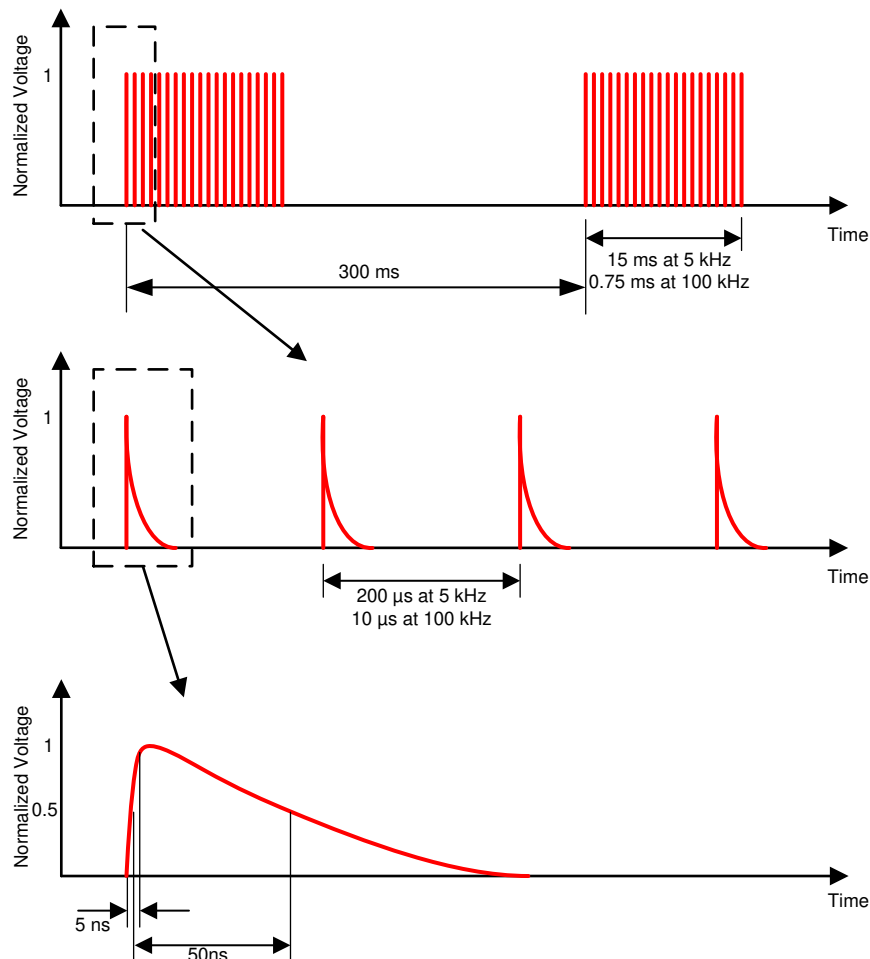 Normalized Voltage
1
Time
15 ms at 5 kHz
0.75 ms at 100 kHz
300 ms
Normalized Voltage
1
Time
200 µs at 5 kHz
10 µs at 100 kHz
Normalized Voltage
1
0.5
Time
5 ns
50ns